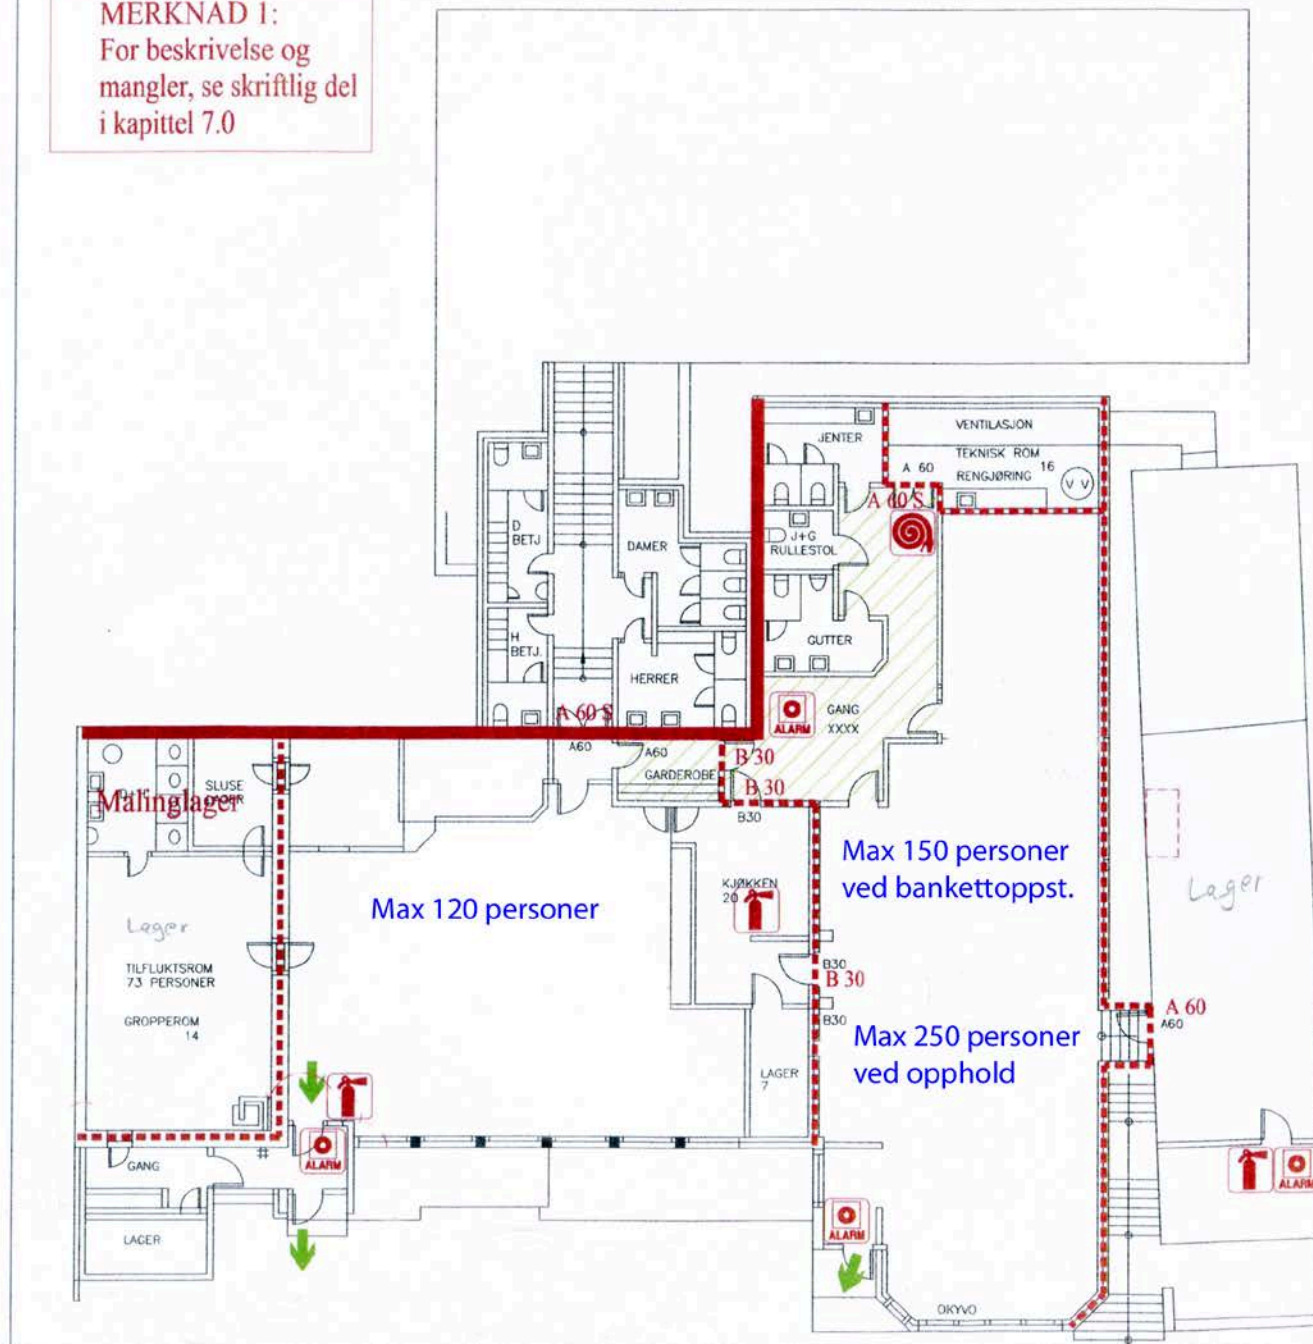 MERKNAD 1:
For beskrivelse og
mangler, se skriftlig del
i kapittel 7.0
VENTILASJON
JENTER
TEKNISK ROM
A 60
16
RENGJØRING
V V
A 60 S
J+G
RULLESTOL
D
BETJ
DAMER
GUTTER
H
BETJ.
HERRER
GANG
XXXX
ALARM
A 60 S
A60
A60
B 30
GARDEROBE
B 30
B30
SLUSE
Malinglager
KJØKKEN
20
Max 120 personer
Max 150 personer
ved bankettoppst.
Lager
Lager
TILFLUKTSROM
73 PERSONER
GROPPEROM
14
B30
B 30
B30
A 60
A60
Max 250 personer
ved opphold
LAGER
7
ALARM
#
GANG
ALARM
LAGER
ALARM
OKYVO